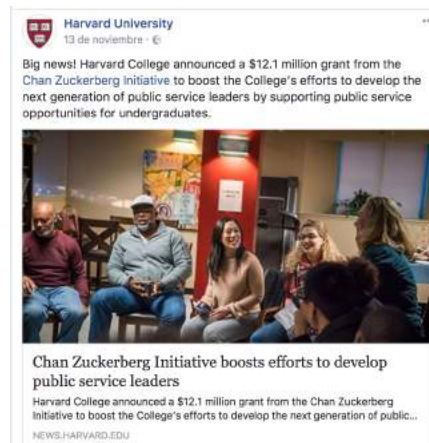 Harvard University
13 de noviembre ·
Big news! Harvard College announced a $12.1 million grant from the
Chan Zuckerberg Initiative to boost the College's efforts to develop the
next generation of public service leaders by supporting public service
opportunities for undergraduates.
Chan Zuckerberg Initiative boosts efforts to develop
public service leaders
Harvard College announced a $12.1 million grant from the Chan Zuckerberg
Initiative to boost the College's efforts to develop the next generation of public...
NEWS.HARVARD.EDU